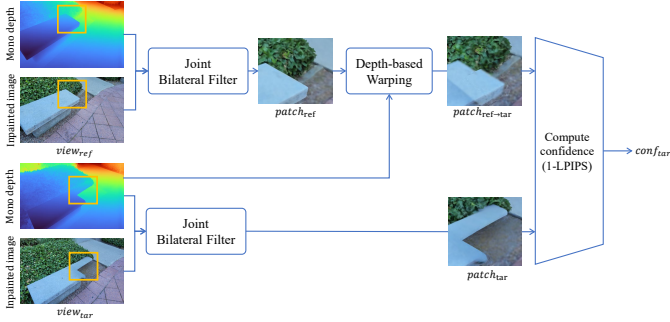 Mono depth
Inpainted image
view_ref
Joint
Bilateral Filter
patch_ref
Depth-based
Warping
patch_ref→tar
Compute
confidence
(1-LPIPS)
conf_tar
Mono depth
Inpainted image
view_tar
Joint
Bilateral Filter
patch_tar